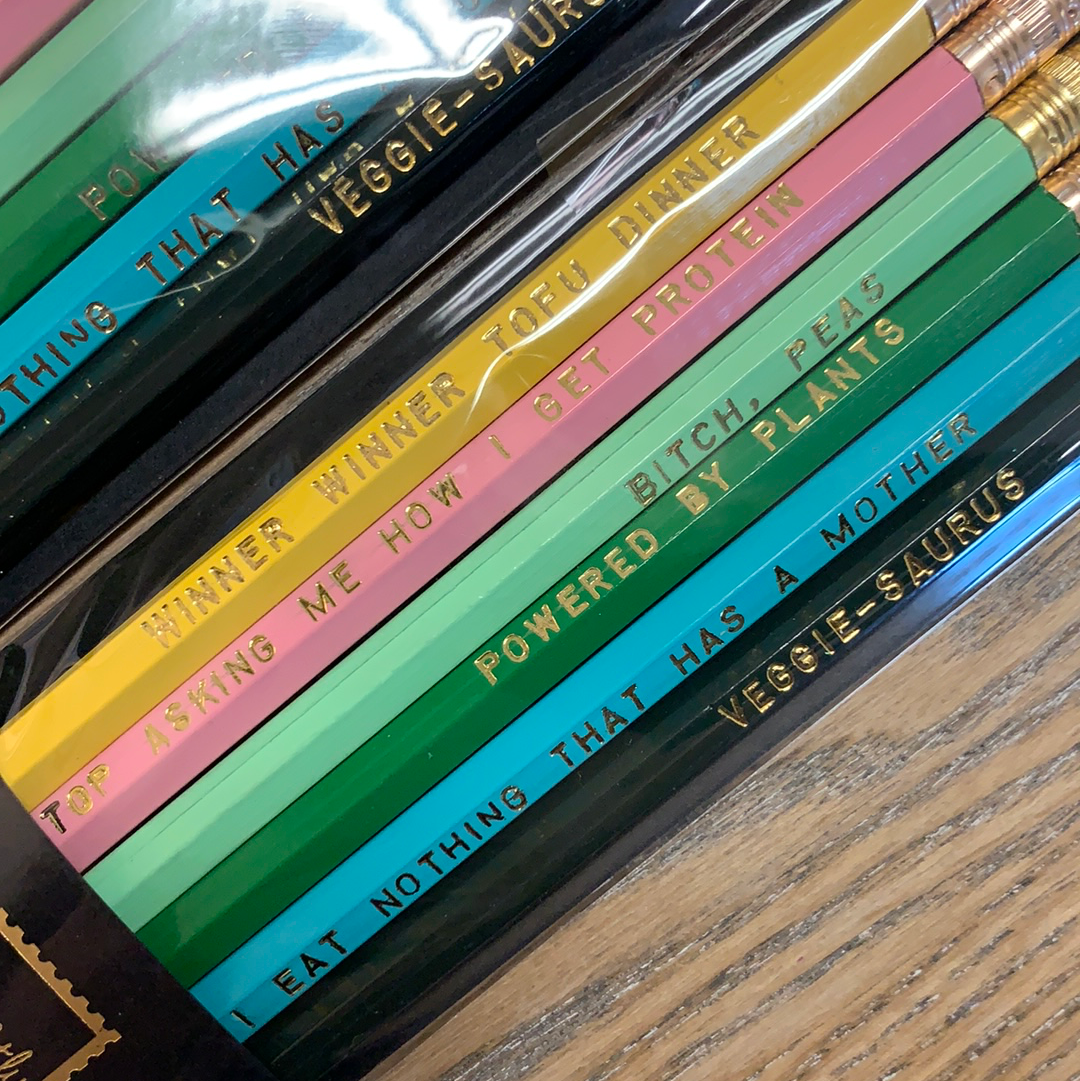 THAT HAS
VEGGIE-SAURUS
WINNER WINNER TOFU DINNER
TOP ASKING ME HOW I GET PROTEIN
BITCH, PEAS
POWERED BY PLANTS
I EAT NOTHING THAT HAS A MOTHER
VEGGIE-SAURUS